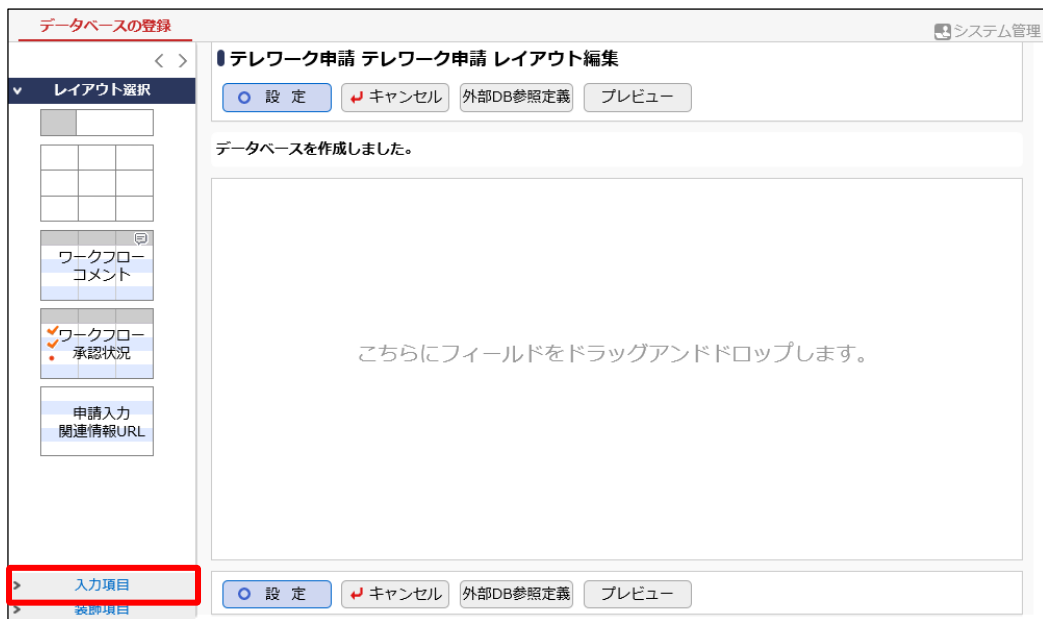 データベースの登録
システム管理
< >
レイアウト選択
ワークフロー
コメント
ワークフロー
承認状況
申請入力
関連情報URL
入力項目
装飾項目
テレワーク申請 テレワーク申請 レイアウト編集
設 定 キャンセル 外部DB参照定義 プレビュー
データベースを作成しました。
こちらにフィールドをドラッグアンドドロップします。
設 定 キャンセル 外部DB参照定義 プレビュー